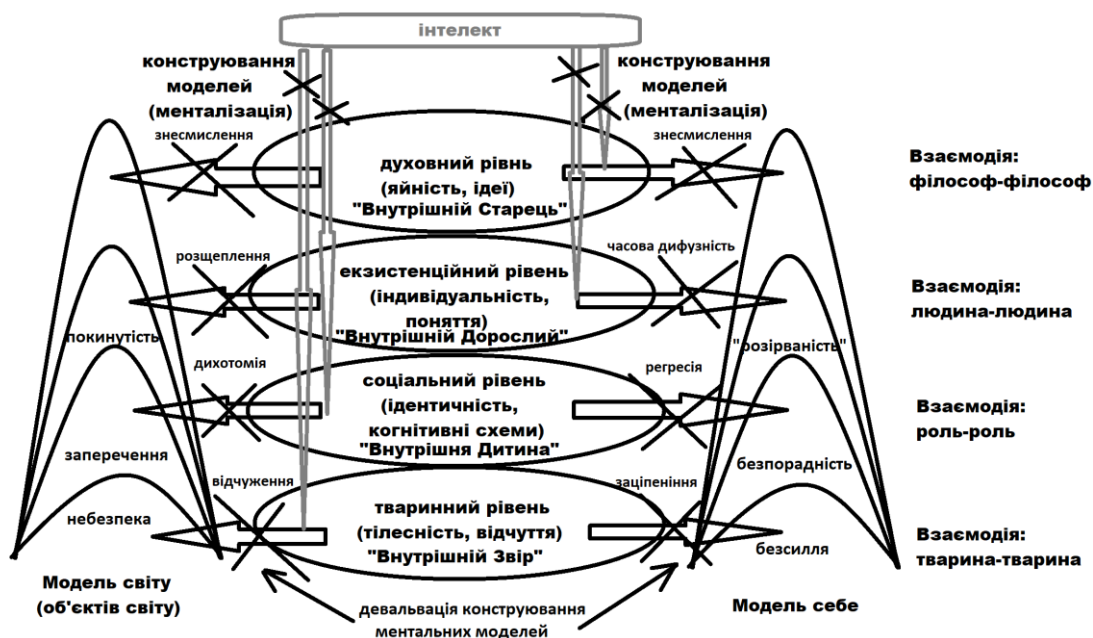 інтелект
конструювання
моделей
(менталізація)
конструювання
моделей
(менталізація)
знесмислення
знесмислення
духовний рівнь
(яйність, ідеї)
"Внутрішній Старець"
Взаємодія:
філософ-філософ
розщеплення
часова дифузність
екзистенційний рівень
(індивідуальність,
поняття)
"Внутрішній Дорослий"
Взаємодія:
людина-людина
покинутість
"розірваність"
дихотомія
регресія
соціальний рівень
(ідентичність,
когнітивні схеми)
"Внутрішня Дитина"
Взаємодія:
роль-роль
заперечення
безпорадність
відчуження
заціпеніння
тваринний рівень
(тілесність, відчуття)
"Внутрішній Звір"
Взаємодія:
тварина-тварина
небезпека
безсилля
Модель світу
(об'єктів світу)
девальвація конструювання
ментальних моделей
Модель себе